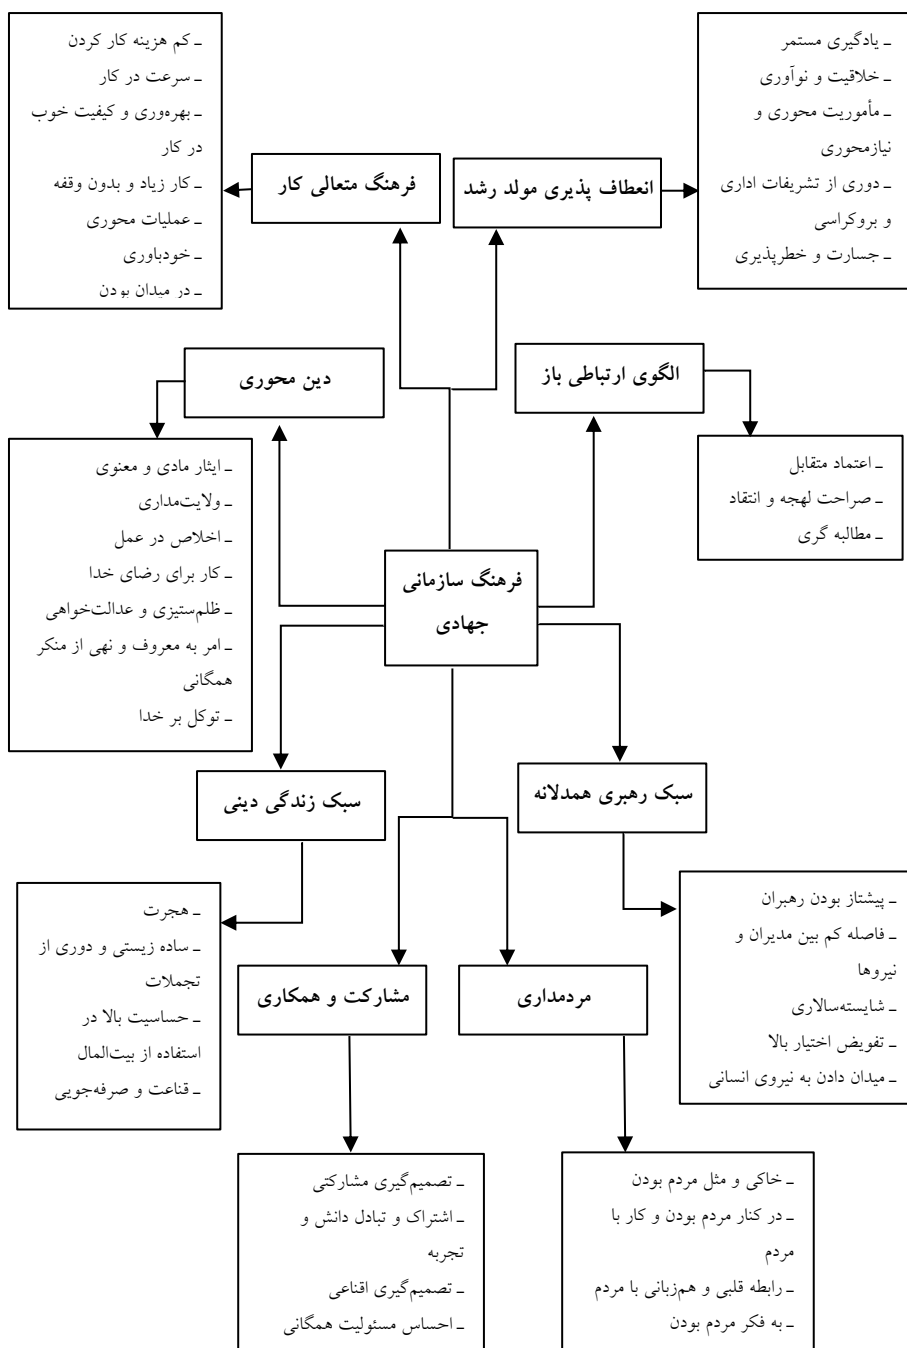 ـ یادگیری مستمر
ـ خلاقیت و نوآوری
ـ مأموریت محوری و
نیازمحوری
ـ دوری از تشریفات اداری
و بروکراسی
ـ جسارت و خطرپذیری
ـ کم هزینه کار کردن
ـ سرعت در کار
ـ بهره‌وری و کیفیت خوب
در کار
ـ کار زیاد و بدون وقفه
ـ عملیات محوری
ـ خودباوری
ـ در میدان بودن
انعطاف پذیری مولد رشد
فرهنگ متعالی کار
الگوی ارتباطی باز
دین محوری
ـ اعتماد متقابل
ـ صراحت لهجه و انتقاد
ـ مطالبه گری
ـ ایثار مادی و معنوی
ـ ولایت‌مداری
ـ اخلاص در عمل
ـ کار برای رضای خدا
ـ ظلم‌ستیزی و عدالت‌خواهی
ـ امر به معروف و نهی از منکر
همگانی
ـ توکل بر خدا
فرهنگ سازمانی
جهادی
سبک رهبری همدلانه
سبک زندگی دینی
ـ پیشتاز بودن رهبران
ـ فاصله کم بین مدیران و
نیروها
ـ شایسته‌سالاری
ـ تفویض اختیار بالا
ـ میدان دادن به نیروی انسانی
ـ هجرت
ـ ساده زیستی و دوری از
تجملات
ـ حساسیت بالا در
استفاده از بیت‌المال
ـ قناعت و صرفه‌جویی
مردمداری
مشارکت و همکاری
ـ خاکی و مثل مردم بودن
ـ در کنار مردم بودن و کار با
مردم
ـ رابطه قلبی و هم‌زبانی با مردم
ـ به فکر مردم بودن
ـ تصمیم‌گیری مشارکتی
ـ اشتراک و تبادل دانش و
تجربه
ـ تصمیم‌گیری اقناعی
ـ احساس مسئولیت همگانی